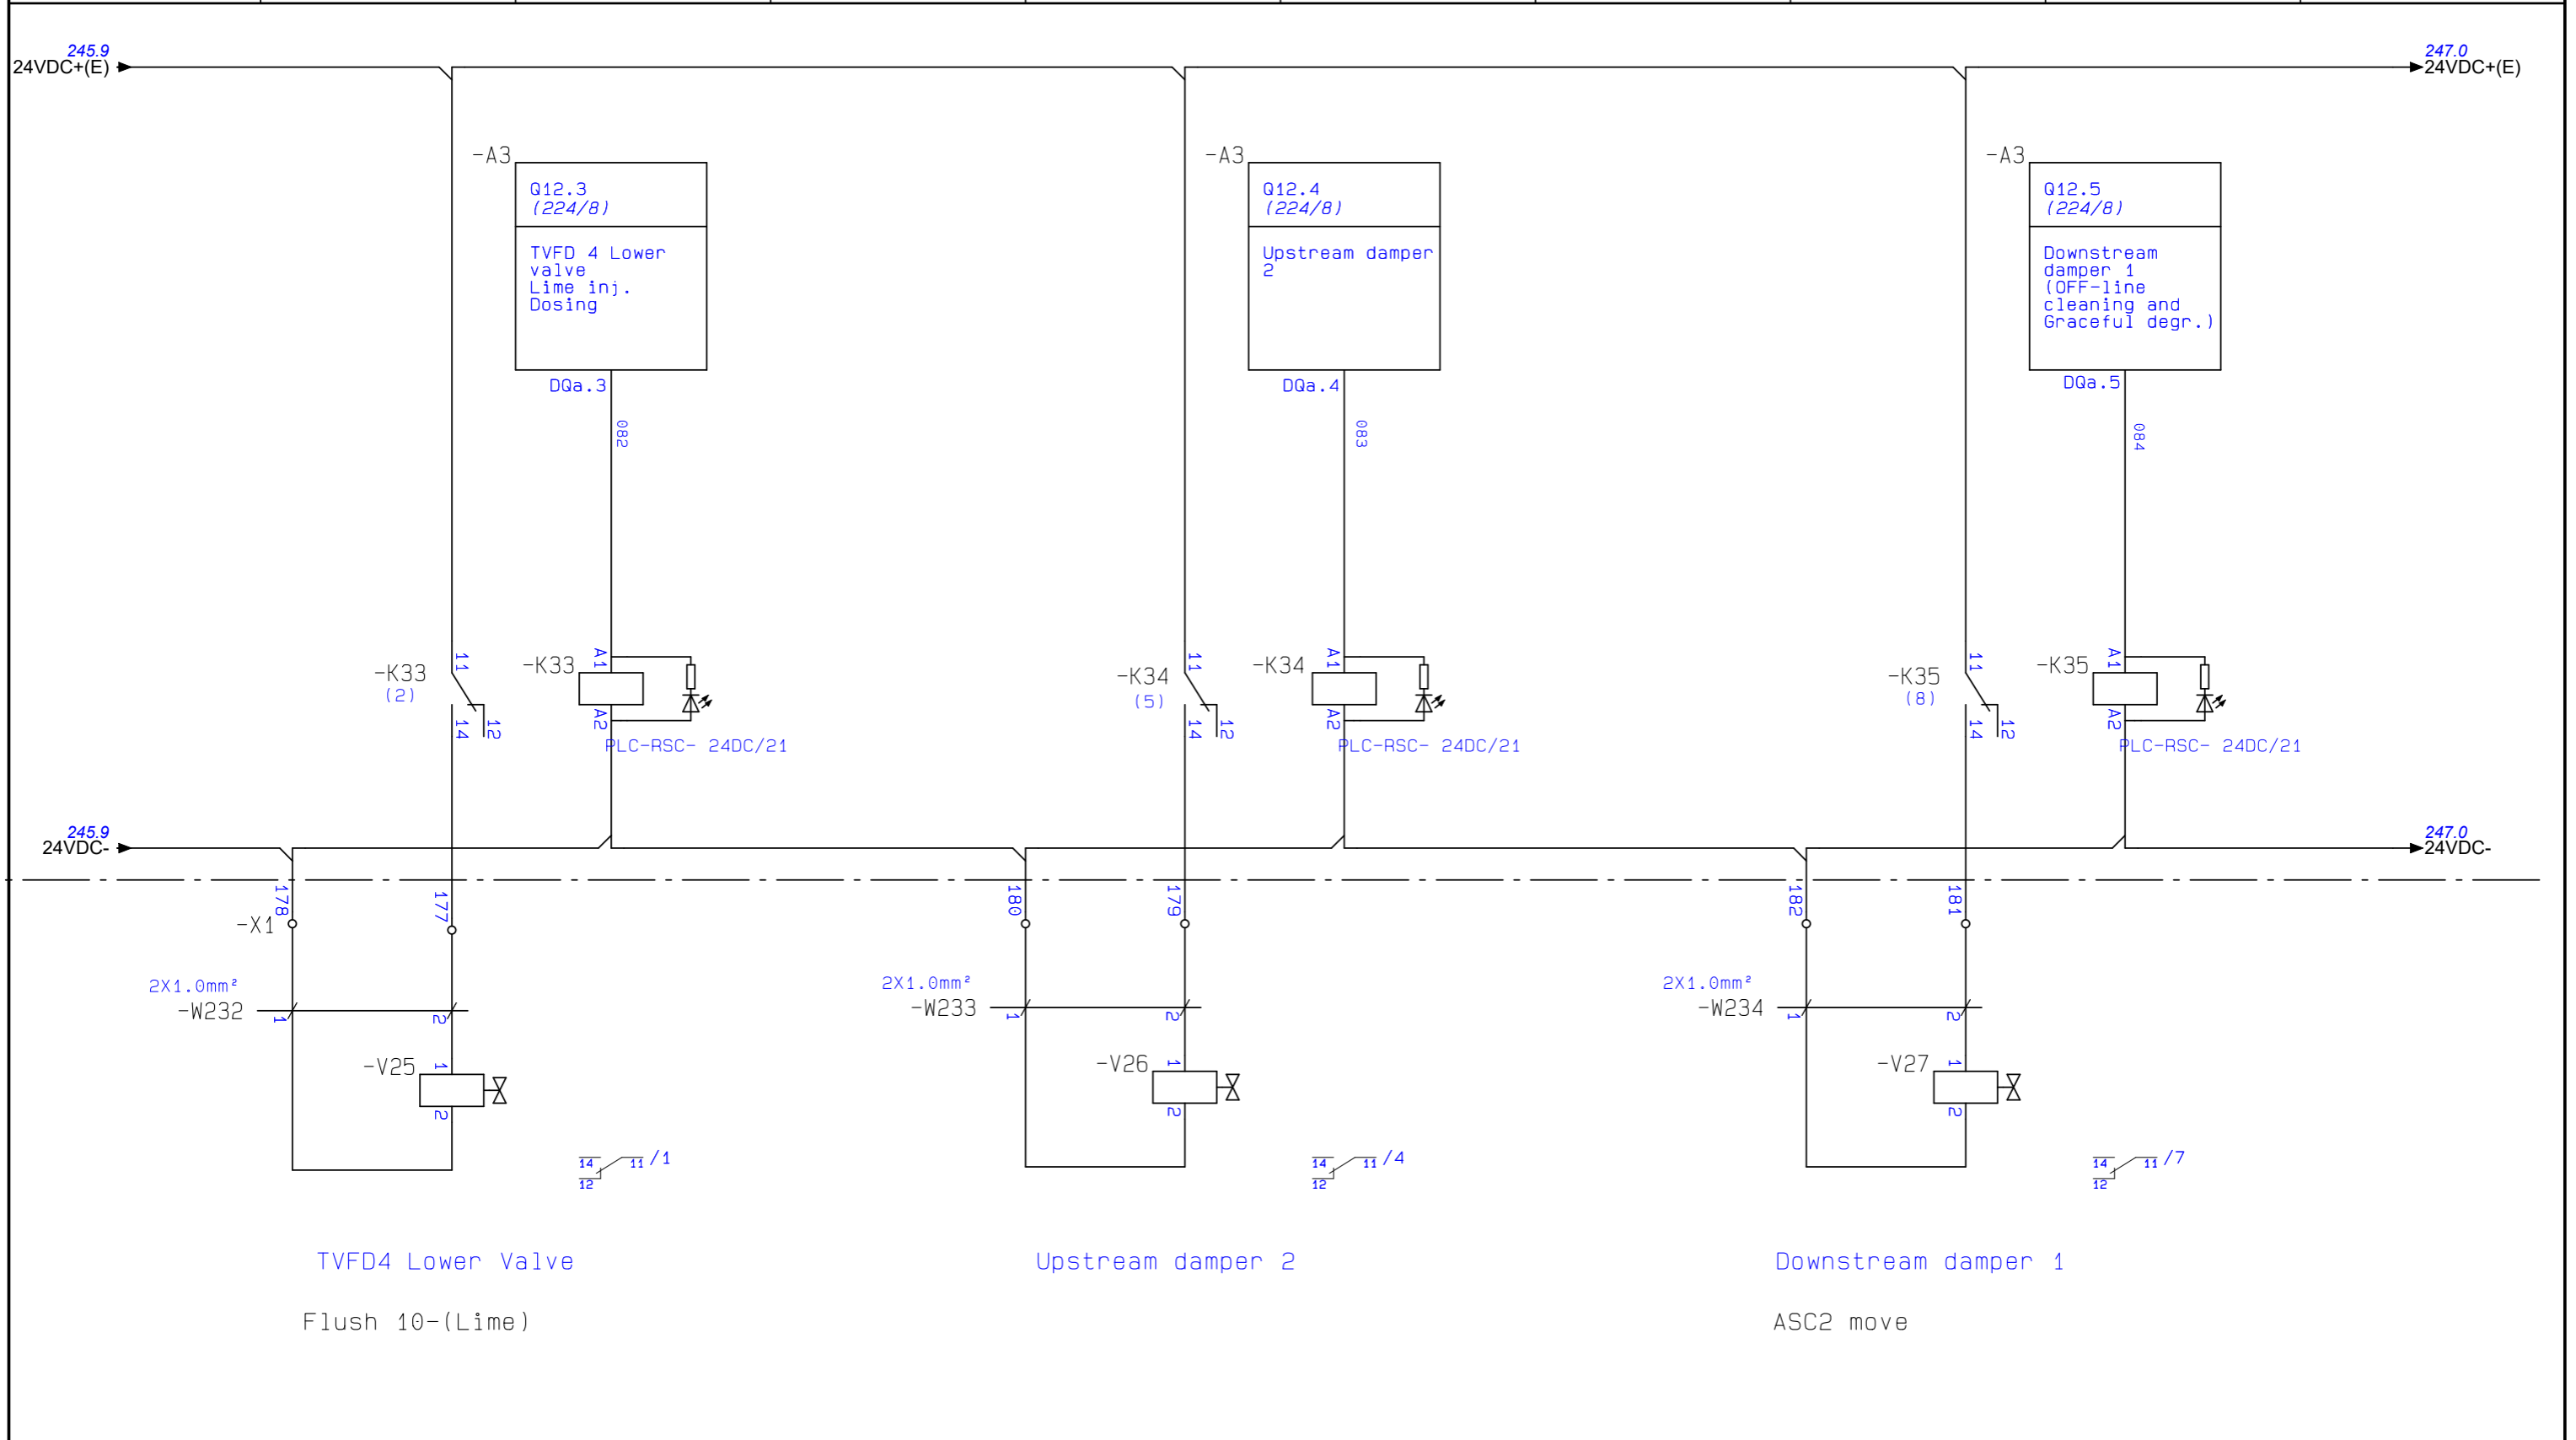 245.9
24VDC+(E)
247.0
24VDC+(E)
-A3
Q12.3
(224/8)
TVFD 4 Lower
valve
Lime inj.
Dosing
DQa.3
082
-A3
Q12.4
(224/8)
Upstream damper
2
DQa.4
083
-A3
Q12.5
(224/8)
Downstream
damper 1
(OFF-line
cleaning and
Graceful degr.)
DQa.5
084
-K33
(2)
11
14
12
-K33
A1
A2
PLC-RSC- 24DC/21
-K34
(5)
11
14
12
-K34
A1
A2
PLC-RSC- 24DC/21
-K35
(8)
11
14
12
-K35
A1
A2
PLC-RSC- 24DC/21
245.9
24VDC-
247.0
24VDC-
178
177
-X1
2X1.0mm²
-W232
1
2
-V25
1
2
14
11
/1
12
180
179
2X1.0mm²
-W233
1
2
-V26
1
2
14
11
/4
12
182
181
2X1.0mm²
-W234
1
2
-V27
1
2
14
11
/7
12
TVFD4 Lower Valve
Upstream damper 2
Downstream damper 1
Flush 10-(Lime)
ASC2 move